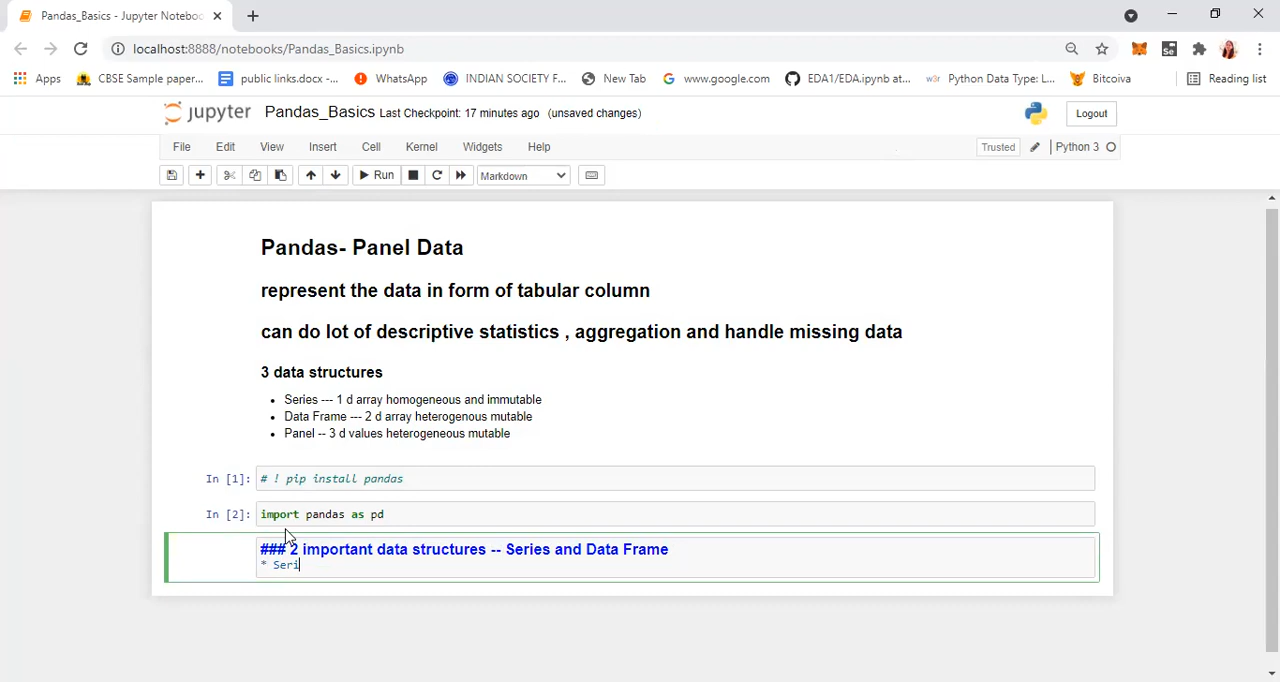 Pandas_Basics - Jupyter Noteboo
localhost:8888/notebooks/Pandas_Basics.ipynb
Apps CBSE Sample paper... public links.docx -... WhatsApp INDIAN SOCIETY F... New Tab www.google.com EDA1/EDA.ipynb at... w3r Python Data Type: L... Bitcoiva Reading list
jupyter Pandas_Basics Last Checkpoint: 17 minutes ago (unsaved changes) Logout
File Edit View Insert Cell Kernel Widgets Help Trusted Python 3
Run Markdown
Pandas- Panel Data
represent the data in form of tabular column
can do lot of descriptive statistics , aggregation and handle missing data
3 data structures
• Series --- 1 d array homogeneous and immutable
• Data Frame --- 2 d array heterogenous mutable
• Panel -- 3 d values heterogeneous mutable
In [1]: # ! pip install pandas
In [2]: import pandas as pd
### 2 important data structures -- Series and Data Frame
* Seri